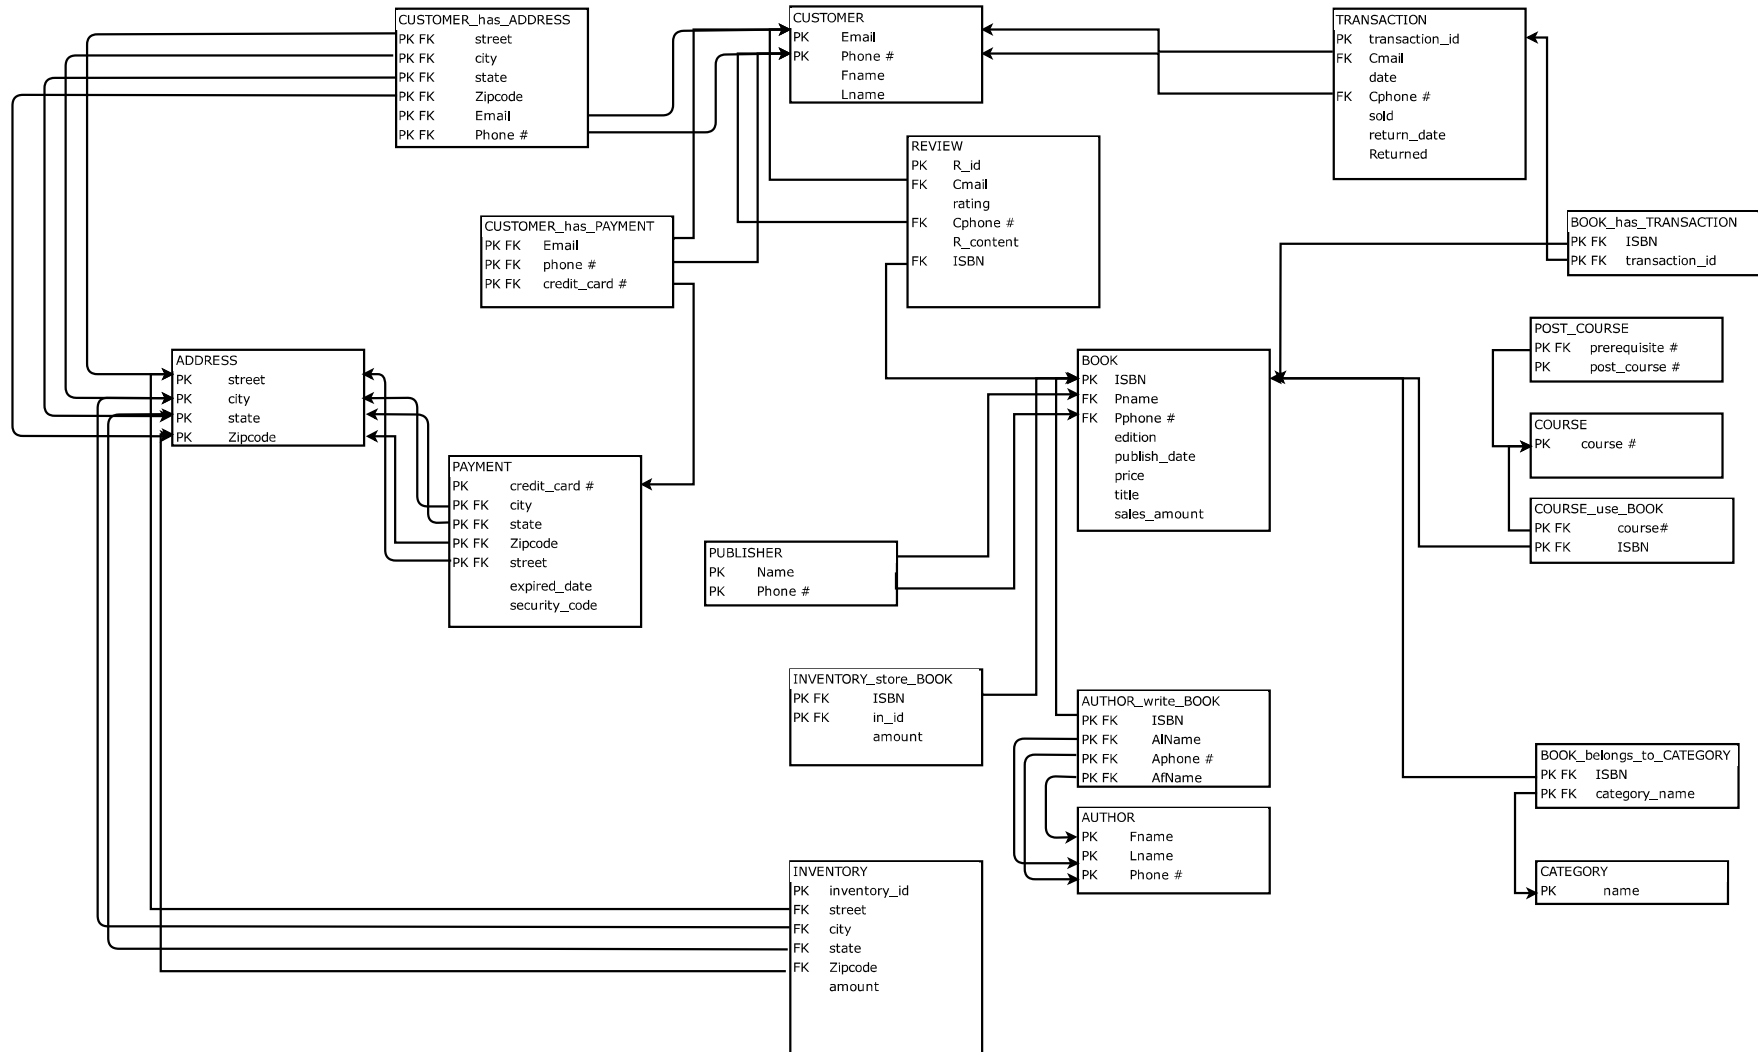 CUSTOMER_has_ADDRESS
PK FK street
PK FK city
PK FK state
PK FK Zipcode
PK FK Email
PK FK Phone #
CUSTOMER
PK Email
PK Phone #
Fname
Lname
TRANSACTION
PK transaction_id
FK Cmail
date
FK Cphone #
sold
return_date
Returned
REVIEW
PK R_id
FK Cmail
rating
FK Cphone #
R_content
FK ISBN
CUSTOMER_has_PAYMENT
PK FK Email
PK FK phone #
PK FK credit_card #
BOOK_has_TRANSACTION
PK FK ISBN
PK FK transaction_id
POST_COURSE
PK FK prerequisite #
PK post_course #
ADDRESS
PK street
PK city
PK state
PK Zipcode
BOOK
PK ISBN
FK Pname
FK Pphone #
edition
publish_date
price
title
sales_amount
COURSE
PK course #
PAYMENT
PK credit_card #
PK FK city
PK FK state
PK FK Zipcode
PK FK street
expired_date
security_code
COURSE_use_BOOK
PK FK course#
PK FK ISBN
PUBLISHER
PK Name
PK Phone #
INVENTORY_store_BOOK
PK FK ISBN
PK FK in_id
amount
AUTHOR_write_BOOK
PK FK ISBN
PK FK AlName
PK FK Aphone #
PK FK AfName
BOOK_belongs_to_CATEGORY
PK FK ISBN
PK FK category_name
AUTHOR
PK Fname
PK Lname
PK Phone #
INVENTORY
PK inventory_id
FK street
FK city
FK state
FK Zipcode
amount
CATEGORY
PK name